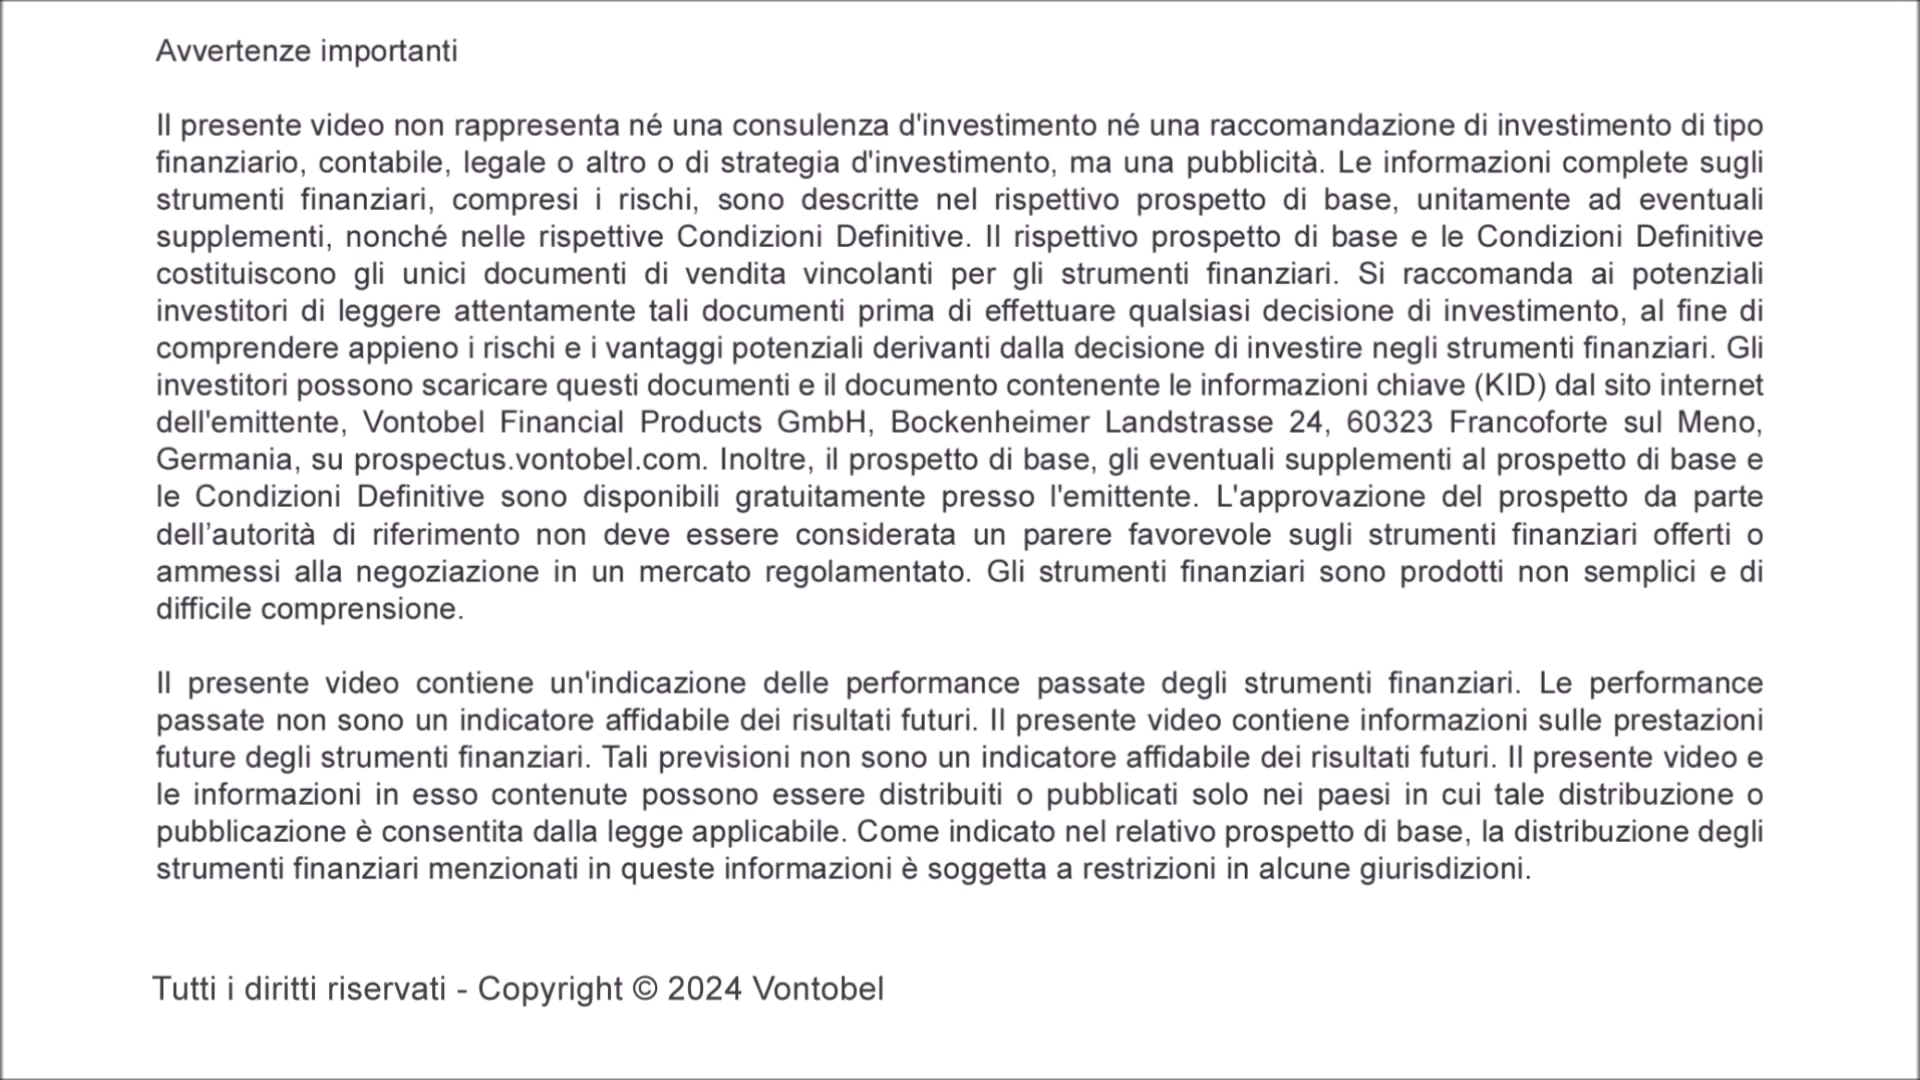 Avvertenze importanti
Il presente video non rappresenta né una consulenza d'investimento né una raccomandazione di investimento di tipo
finanziario, contabile, legale o altro o di strategia d'investimento, ma una pubblicità. Le informazioni complete sugli
strumenti finanziari, compresi i rischi, sono descritte nel rispettivo prospetto di base, unitamente ad eventuali
supplementi, nonché nelle rispettive Condizioni Definitive. Il rispettivo prospetto di base e le Condizioni Definitive
costituiscono gli unici documenti di vendita vincolanti per gli strumenti finanziari. Si raccomanda ai potenziali
investitori di leggere attentamente tali documenti prima di effettuare qualsiasi decisione di investimento, al fine di
comprendere appieno i rischi e i vantaggi potenziali derivanti dalla decisione di investire negli strumenti finanziari. Gli
investitori possono scaricare questi documenti e il documento contenente le informazioni chiave (KID) dal sito internet
dell'emittente, Vontobel Financial Products GmbH, Bockenheimer Landstrasse 24, 60323 Francoforte sul Meno,
Germania, su prospectus.vontobel.com. Inoltre, il prospetto di base, gli eventuali supplementi al prospetto di base e
le Condizioni Definitive sono disponibili gratuitamente presso l'emittente. L'approvazione del prospetto da parte
dell’autorità di riferimento non deve essere considerata un parere favorevole sugli strumenti finanziari offerti o
ammessi alla negoziazione in un mercato regolamentato. Gli strumenti finanziari sono prodotti non semplici e di
difficile comprensione.
Il presente video contiene un'indicazione delle performance passate degli strumenti finanziari. Le performance
passate non sono un indicatore affidabile dei risultati futuri. Il presente video contiene informazioni sulle prestazioni
future degli strumenti finanziari. Tali previsioni non sono un indicatore affidabile dei risultati futuri. Il presente video e
le informazioni in esso contenute possono essere distribuiti o pubblicati solo nei paesi in cui tale distribuzione o
pubblicazione è consentita dalla legge applicabile. Come indicato nel relativo prospetto di base, la distribuzione degli
strumenti finanziari menzionati in queste informazioni è soggetta a restrizioni in alcune giurisdizioni.
Tutti i diritti riservati - Copyright © 2024 Vontobel